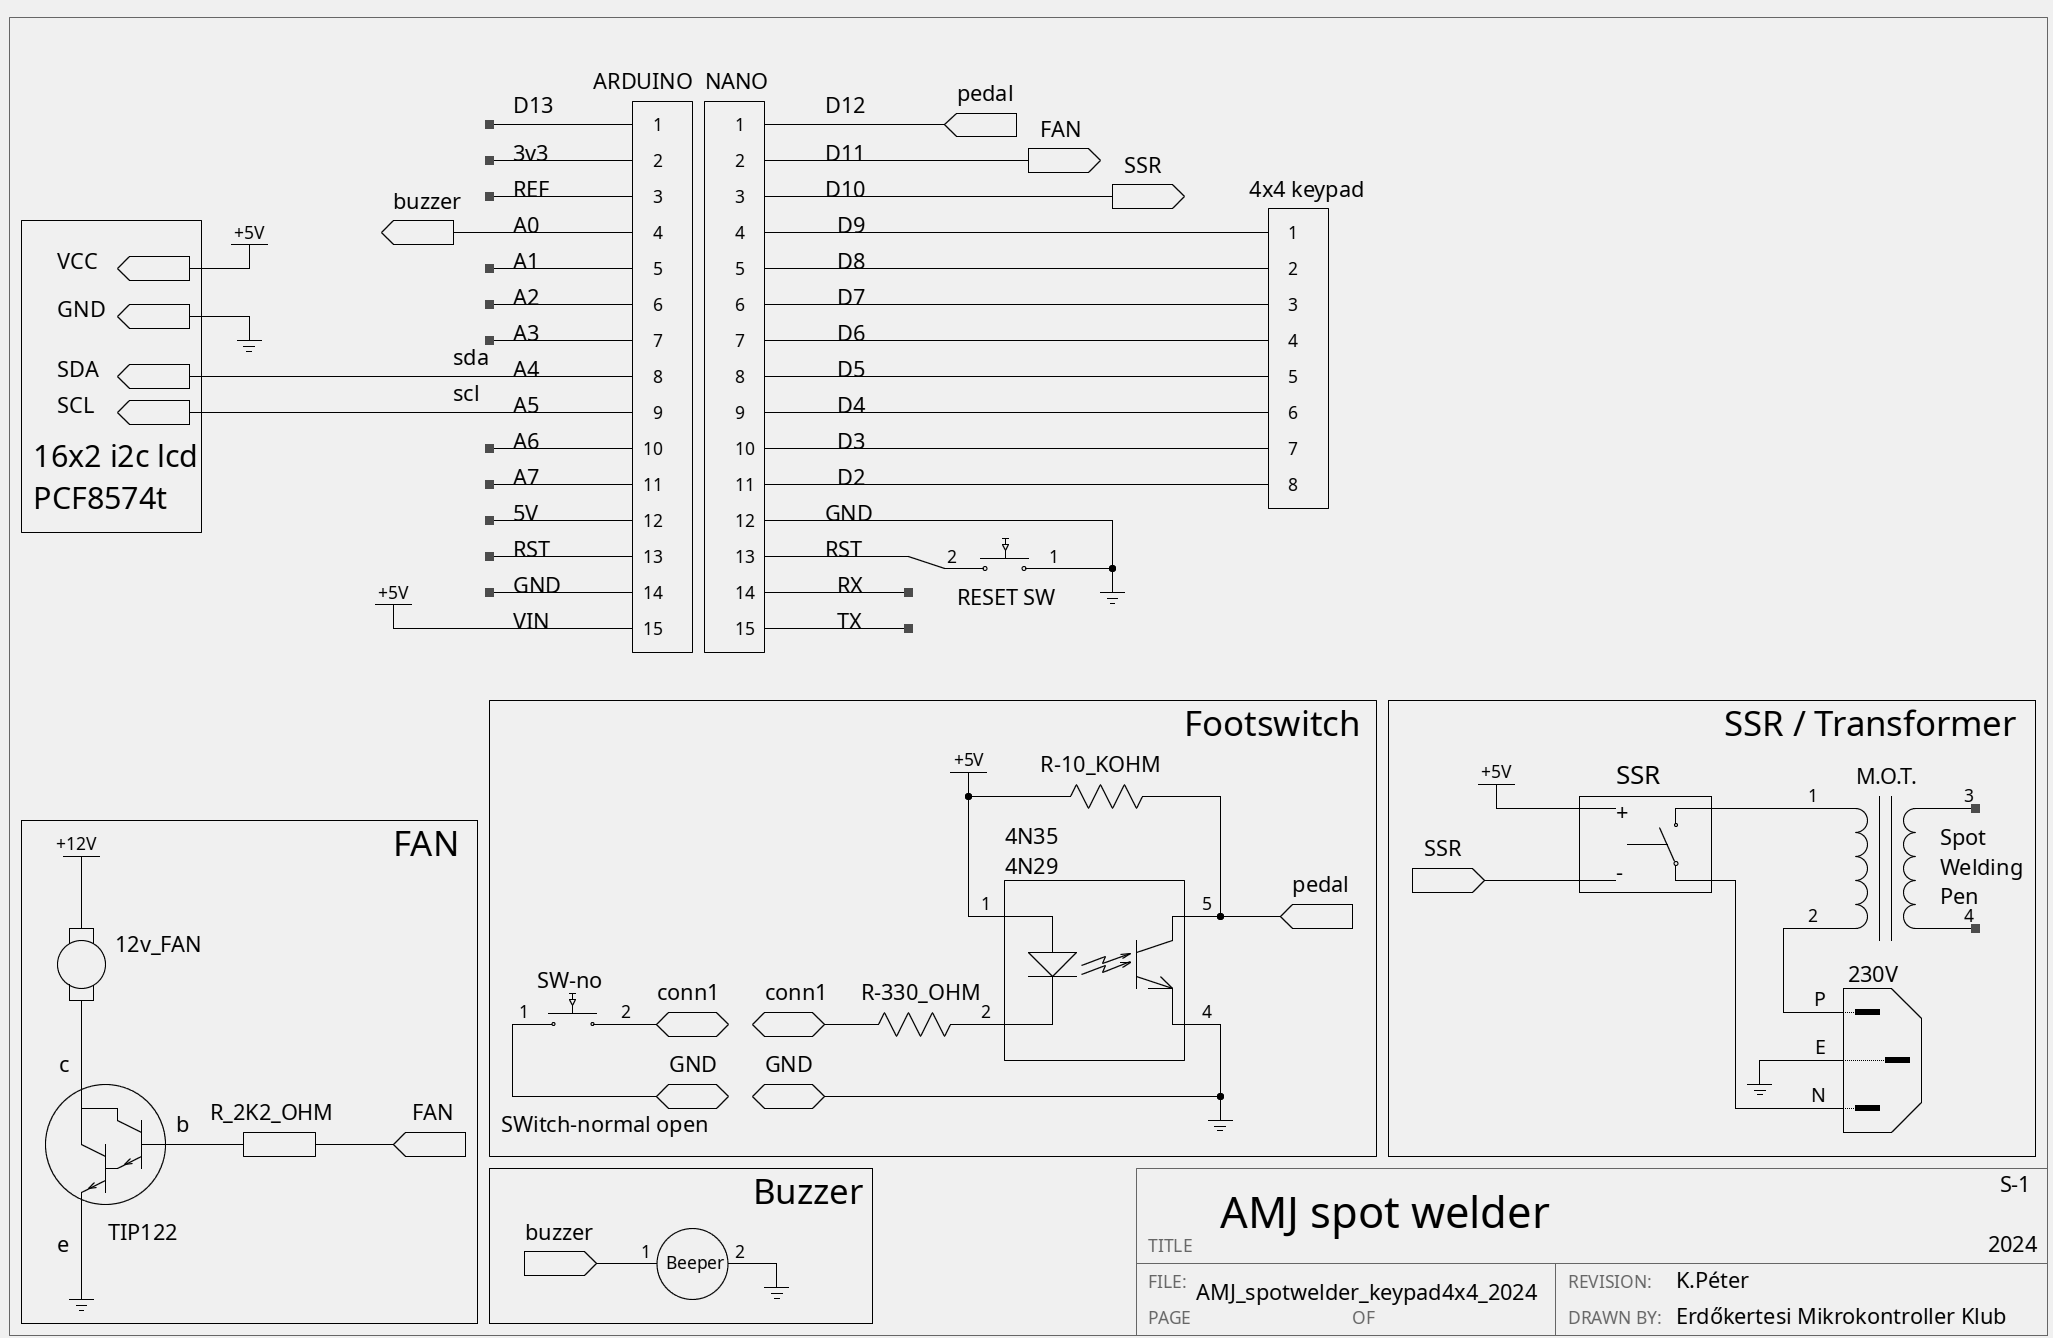 ARDUINO NANO
D13 1 1 D12 pedal
3v3 2 2 D11 FAN
REF 3 3 D10 SSR
4x4 keypad
buzzer A0 4 4 D9 1
A1 5 5 D8 2
A2 6 6 D7 3
A3 7 7 D6 4
sda A4 8 8 D5 5
scl A5 9 9 D4 6
A6 10 10 D3 7
A7 11 11 D2 8
5V 12 12 GND
RST 13 13 RST 2 1
RESET SW
GND 14 14 RX
+5V VIN 15 15 TX
VCC +5V
GND
SDA
SCL
16x2 i2c lcd
PCF8574t
FAN
+12V
12v_FAN
c
b R_2K2_OHM FAN
TIP122
e
Footswitch
+5V R-10_KOHM
4N35
4N29
1 5 pedal
SW-no conn1 conn1 R-330_OHM
1 2 2 4
GND GND
SWitch-normal open
SSR / Transformer
+5V SSR M.O.T.
+ 1 3
SSR - 2 4
Spot
Welding
Pen
230V
P
E
N
Buzzer
buzzer 1 Beeper 2
S-1
AMJ spot welder
TITLE 2024
FILE: AMJ_spotwelder_keypad4x4_2024
PAGE OF
REVISION: K.Péter
DRAWN BY: Erdőkertesi Mikrokontroller Klub